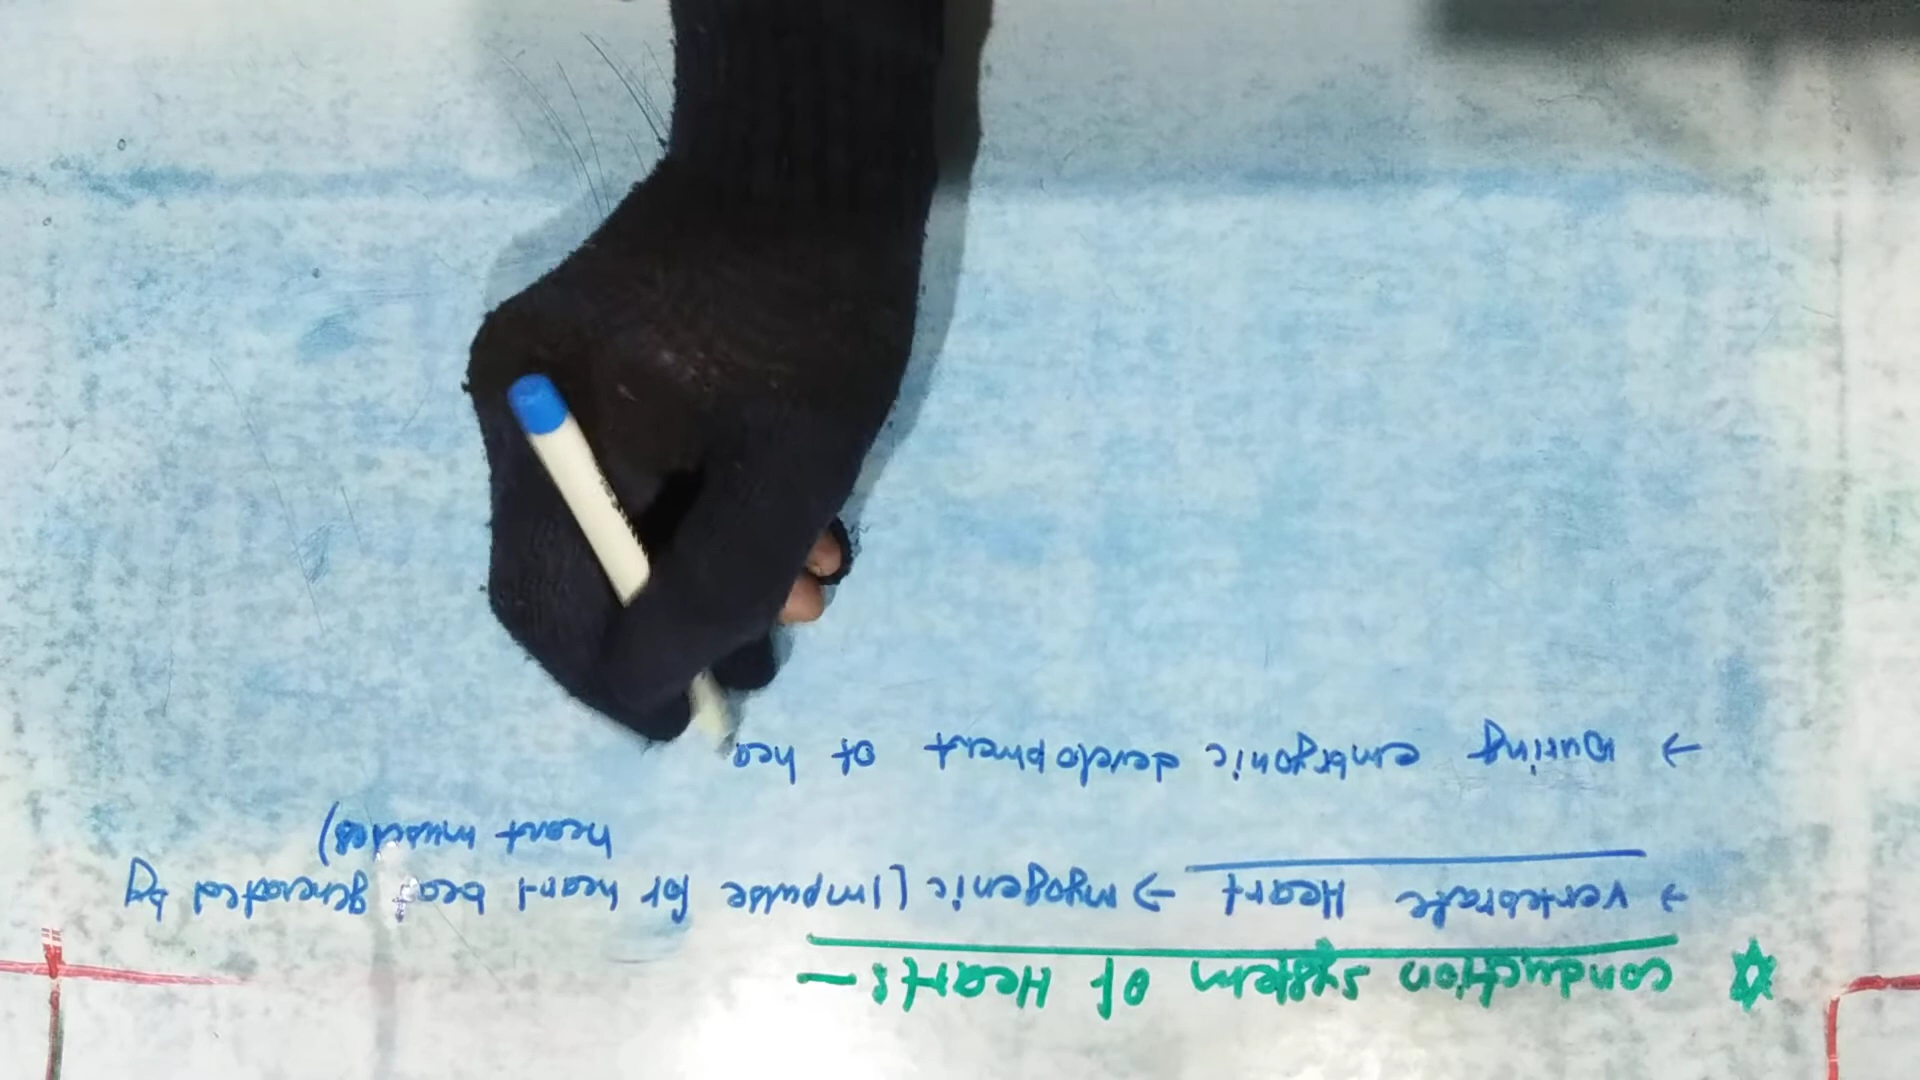 conduction system of Heart:-
→ vertebrate Heart → myogenic (Impulse for heart beat generated by
heart muscles)
→ During embryonic development of hea